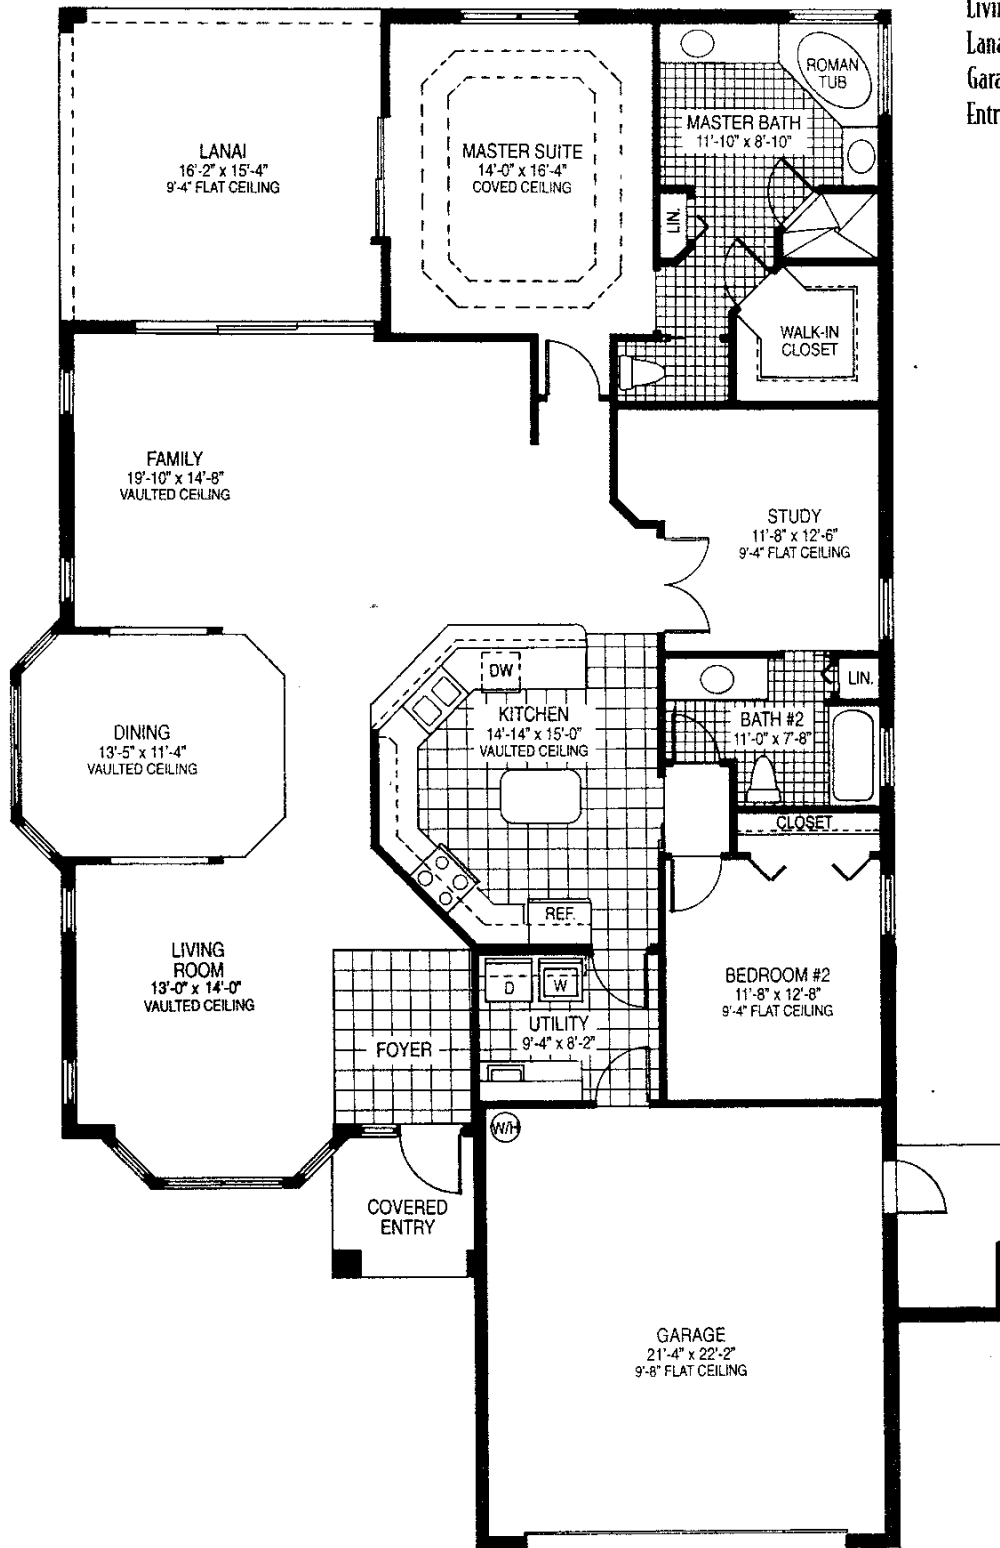 LANAI
16'-2" x 15'-4"
9'-4" FLAT CEILING
MASTER SUITE
14'-0" x 16'-4"
COVED CEILING
ROMAN
TUB
MASTER BATH
11'-10" x 8'-10"
LIN.
WALK-IN
CLOSET
FAMILY
19'-10" x 14'-8"
VAULTED CEILING
STUDY
11'-8" x 12'-6"
9'-4" FLAT CEILING
DINING
13'-5" x 11'-4"
VAULTED CEILING
DW
KITCHEN
14'-14" x 15'-0"
VAULTED CEILING
REF.
LIN.
BATH #2
11'-0" x 7'-8"
CLOSET
LIVING
ROOM
13'-0" x 14'-0"
VAULTED CEILING
FOYER
D
W
UTILITY
9'-4" x 8'-2"
BEDROOM #2
11'-8" x 12'-8"
9'-4" FLAT CEILING
W/H
COVERED
ENTRY
GARAGE
21'-4" x 22'-2"
9'-8" FLAT CEILING